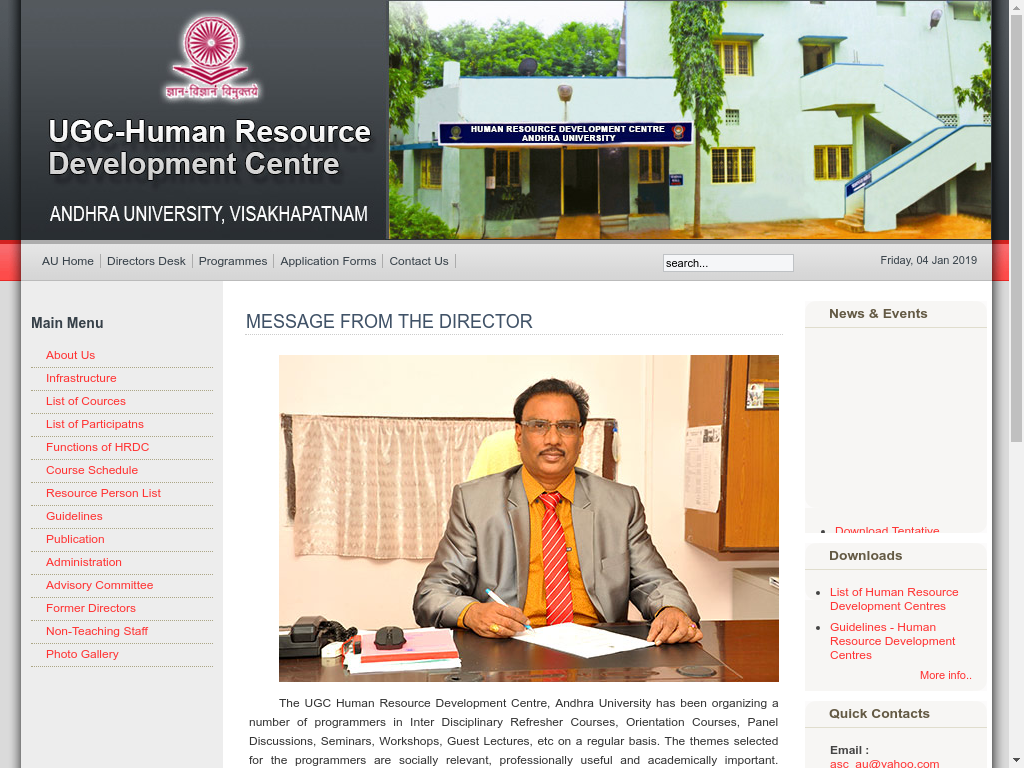 ज्ञान-विज्ञानं विमुक्तये
UGC-Human Resource
Development Centre
ANDHRA UNIVERSITY, VISAKHAPATNAM
HUMAN RESOURCE DEVELOPMENT CENTRE
ANDHRA UNIVERSITY
AU Home
Directors Desk
Programmes
Application Forms
Contact Us
search...
Friday, 04 Jan 2019
Main Menu
About Us
Infrastructure
List of Cources
List of Participatns
Functions of HRDC
Course Schedule
Resource Person List
Guidelines
Publication
Administration
Advisory Committee
Former Directors
Non-Teaching Staff
Photo Gallery
MESSAGE FROM THE DIRECTOR
The UGC Human Resource Development Centre, Andhra University has been organizing a
number of programmers in Inter Disciplinary Refresher Courses, Orientation Courses, Panel
Discussions, Seminars, Workshops, Guest Lectures, etc on a regular basis. The themes selected
for the programmers are socially relevant, professionally useful and academically important.
News & Events
Download Tentative
Downloads
List of Human Resource
Development Centres
Guidelines - Human
Resource Development
Centres
More info..
Quick Contacts
Email :
asc_au@yahoo.com